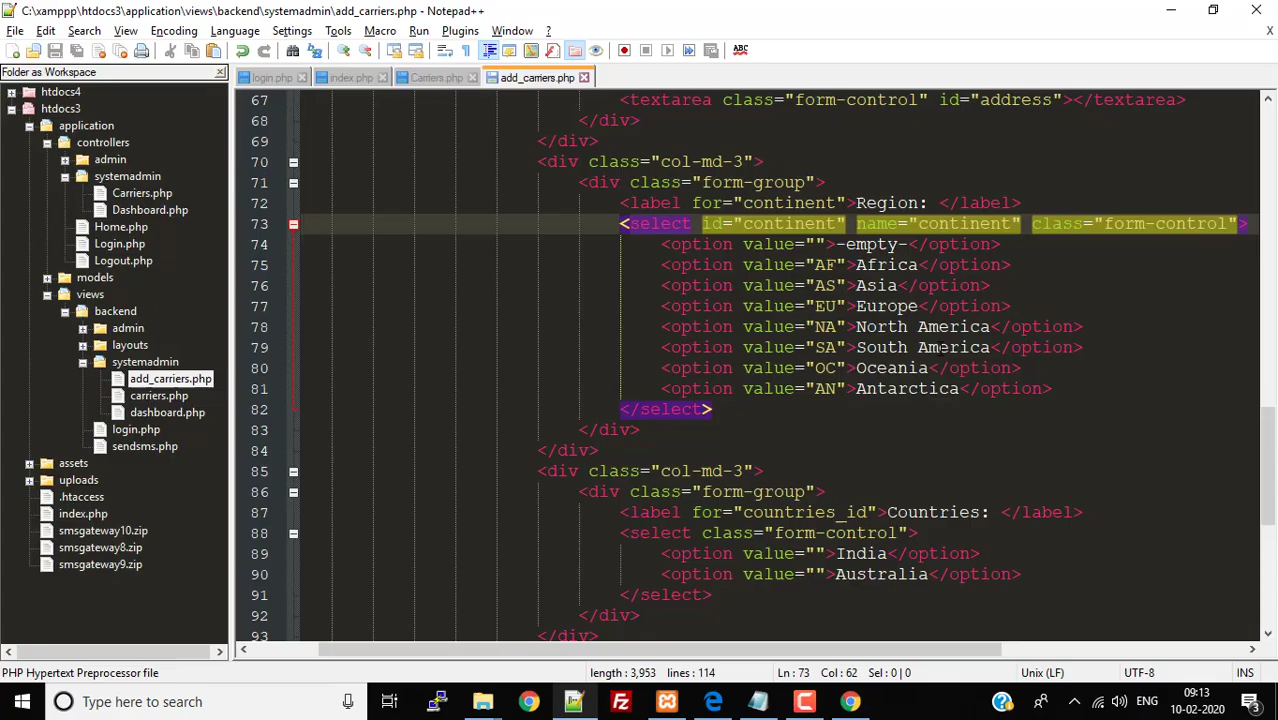 C:\xampppp\htdocs3\application\views\backend\systemadmin\add_carriers.php - Notepad++
File Edit Search View Encoding Language Settings Tools Macro Run Plugins Window ? X
Folder as Workspace
login.php index.php Carriers.php add_carriers.php
htdocs4
htdocs3
application
controllers
admin
systemadmin
Carriers.php
Dashboard.php
Home.php
Login.php
Logout.php
models
views
backend
admin
layouts
systemadmin
add_carriers.php
carriers.php
dashboard.php
login.php
sendsms.php
assets
uploads
.htaccess
index.php
smsgateway10.zip
smsgateway8.zip
smsgateway9.zip
67 <textarea class="form-control" id="address"></textarea>
68 </div>
69 </div>
70 <div class="col-md-3">
71 <div class="form-group">
72 <label for="continent">Region: </label>
73 <select id="continent" name="continent" class="form-control">
74 <option value="">-empty-</option>
75 <option value="AF">Africa</option>
76 <option value="AS">Asia</option>
77 <option value="EU">Europe</option>
78 <option value="NA">North America</option>
79 <option value="SA">South America</option>
80 <option value="OC">Oceania</option>
81 <option value="AN">Antarctica</option>
82 </select>
83 </div>
84 </div>
85 <div class="col-md-3">
86 <div class="form-group">
87 <label for="countries_id">Countries: </label>
88 <select class="form-control">
89 <option value="">India</option>
90 <option value="">Australia</option>
91 </select>
92 </div>
93 </div>
PHP Hypertext Preprocessor file length : 3,953 lines : 114 Ln : 73 Col : 62 Sel : 0 | 0 Unix (LF) UTF-8 INS
Type here to search
ENG
09:13
10-02-2020
3